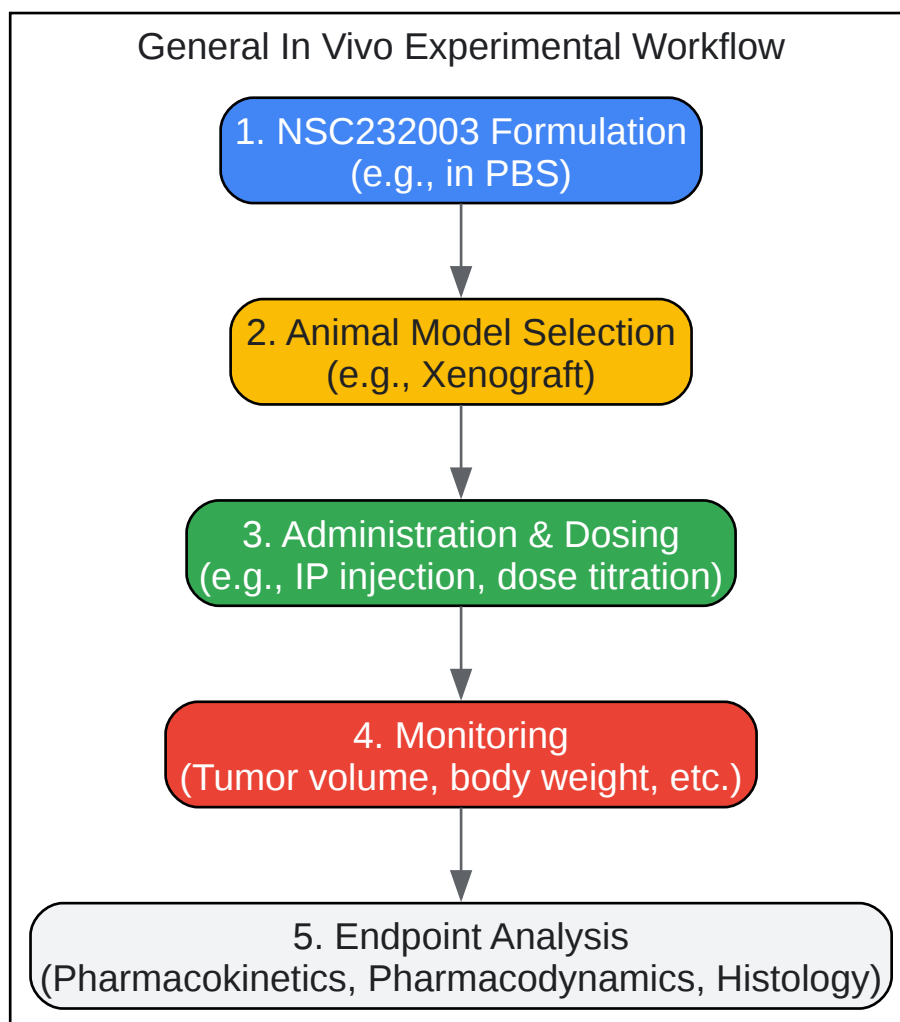 General In Vivo Experimental Workflow
1. NSC232003 Formulation
(e.g., in PBS)
2. Animal Model Selection
(e.g., Xenograft)
3. Administration & Dosing
(e.g., IP injection, dose titration)
4. Monitoring
(Tumor volume, body weight, etc.)
5. Endpoint Analysis
(Pharmacokinetics, Pharmacodynamics, Histology)